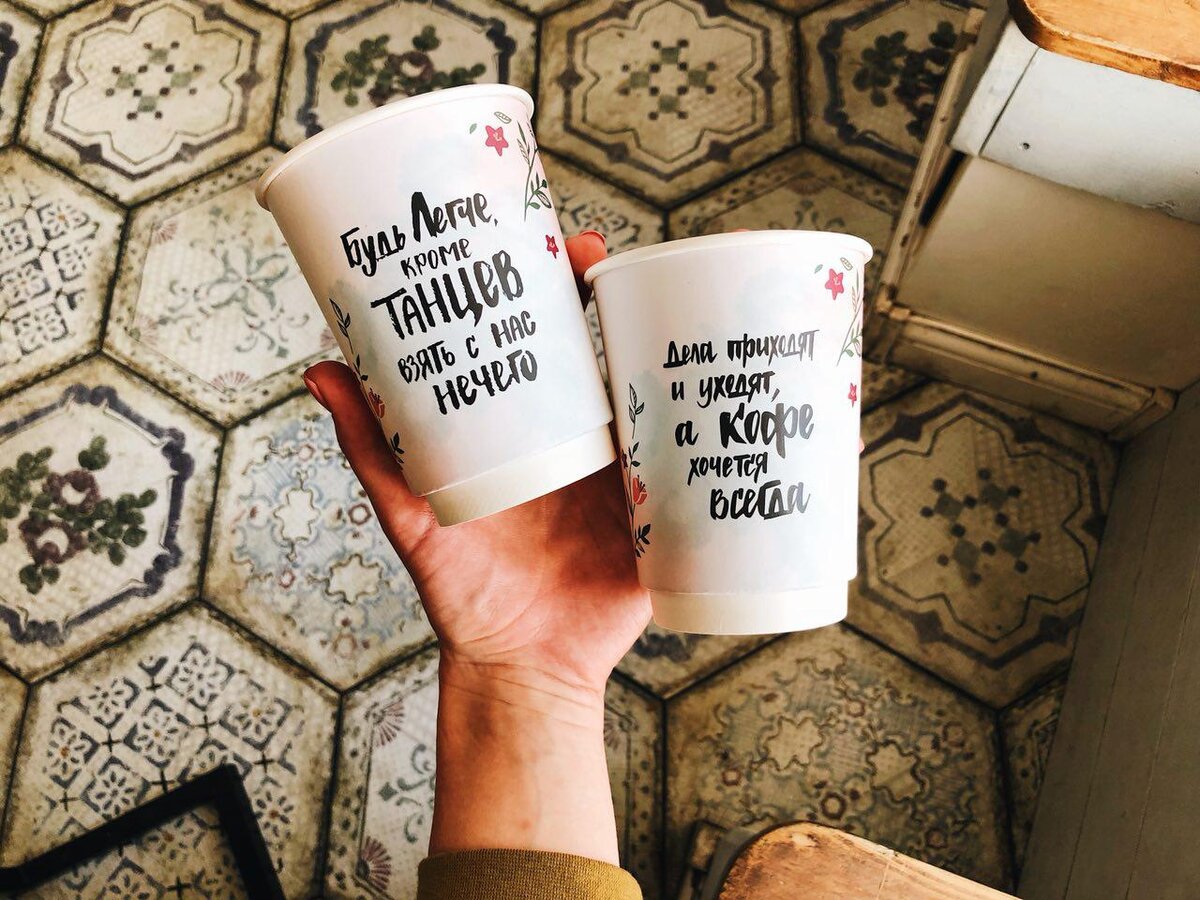 Будь Легче,
кроме
ТАНЦЕВ
взять с нас
нечего
Дела приходят
и уходят,
а Кофе
хочется
всегда